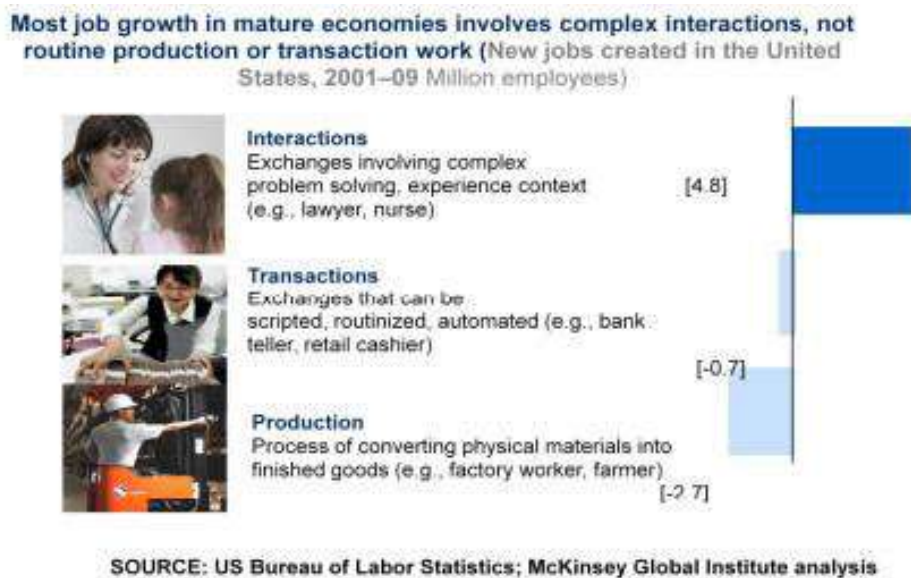 Most job growth in mature economies involves complex interactions, not
routine production or transaction work (New jobs created in the United
States, 2001–09 Million employees)
Interactions
Exchanges involving complex
problem solving, experience context
(e.g., lawyer, nurse)
[4.8]
Transactions
Exchanges that can be
scripted, routinized, automated (e.g., bank
teller, retail cashier)
[-0.7]
Production
Process of converting physical materials into
finished goods (e.g., factory worker, farmer)
[-2.7]
SOURCE: US Bureau of Labor Statistics; McKinsey Global Institute analysis